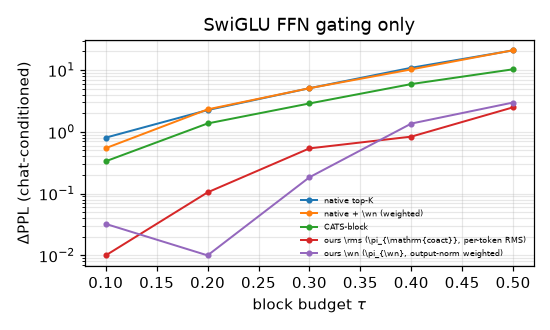 SwiGLU FFN gating only
10¹
10⁰
10⁻¹
10⁻²
ΔPPL (chat-conditioned)
native top-K
native + \wn (weighted)
CATS-block
ours \rms (\pi_{\mathrm{coact}}, per-token RMS)
ours \wn (\pi_{\wn}, output-norm weighted)
0.10 0.15 0.20 0.25 0.30 0.35 0.40 0.45 0.50
block budget τ